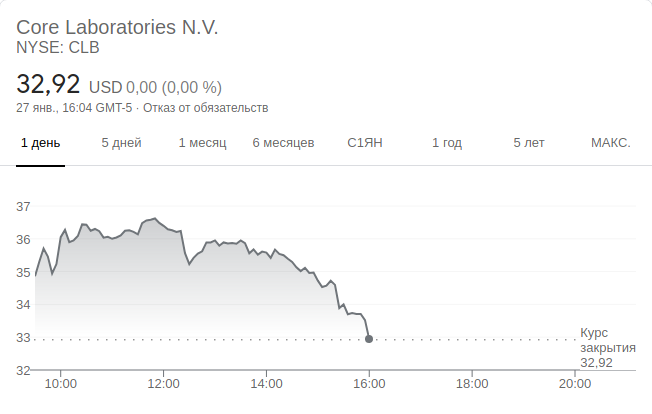 Core Laboratories N.V.
NYSE: CLB
32,92 USD 0,00 (0,00 %)
27 янв., 16:04 GMT-5 · Отказ от обязательств
1 день 5 дней 1 месяц 6 месяцев С1ЯН 1 год 5 лет МАКС.
37
36
35
34
33
32
Курс
закрытия
32,92
10:00 12:00 14:00 16:00 18:00 20:00